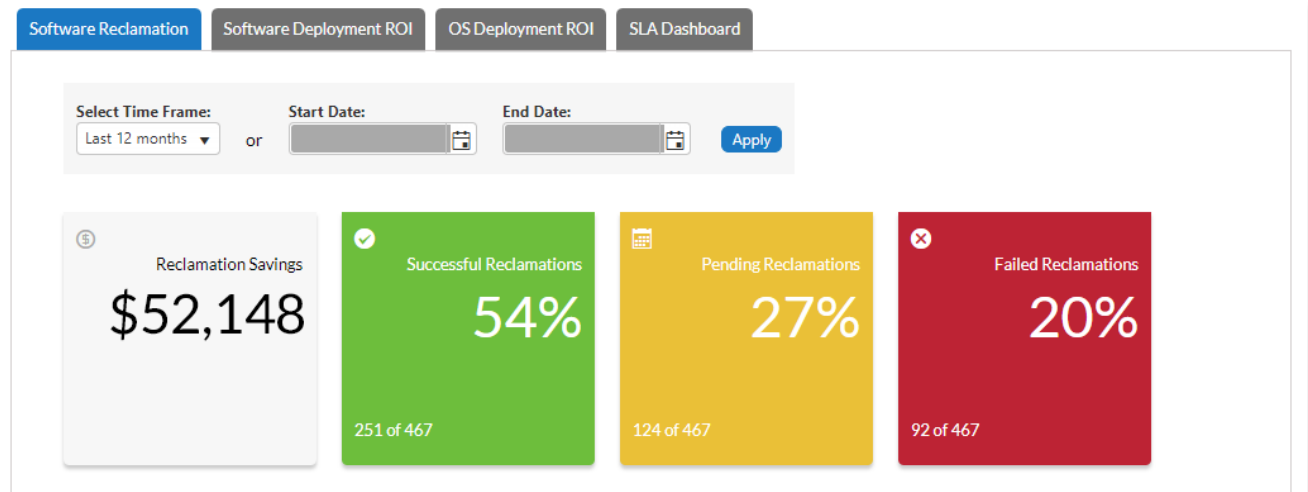 Software Reclamation
Software Deployment ROI
OS Deployment ROI
SLA Dashboard
Select Time Frame:
Start Date:
End Date:
Last 12 months
or
Apply
Reclamation Savings
$52,148
Successful Reclamations
54%
251 of 467
Pending Reclamations
27%
124 of 467
Failed Reclamations
20%
92 of 467